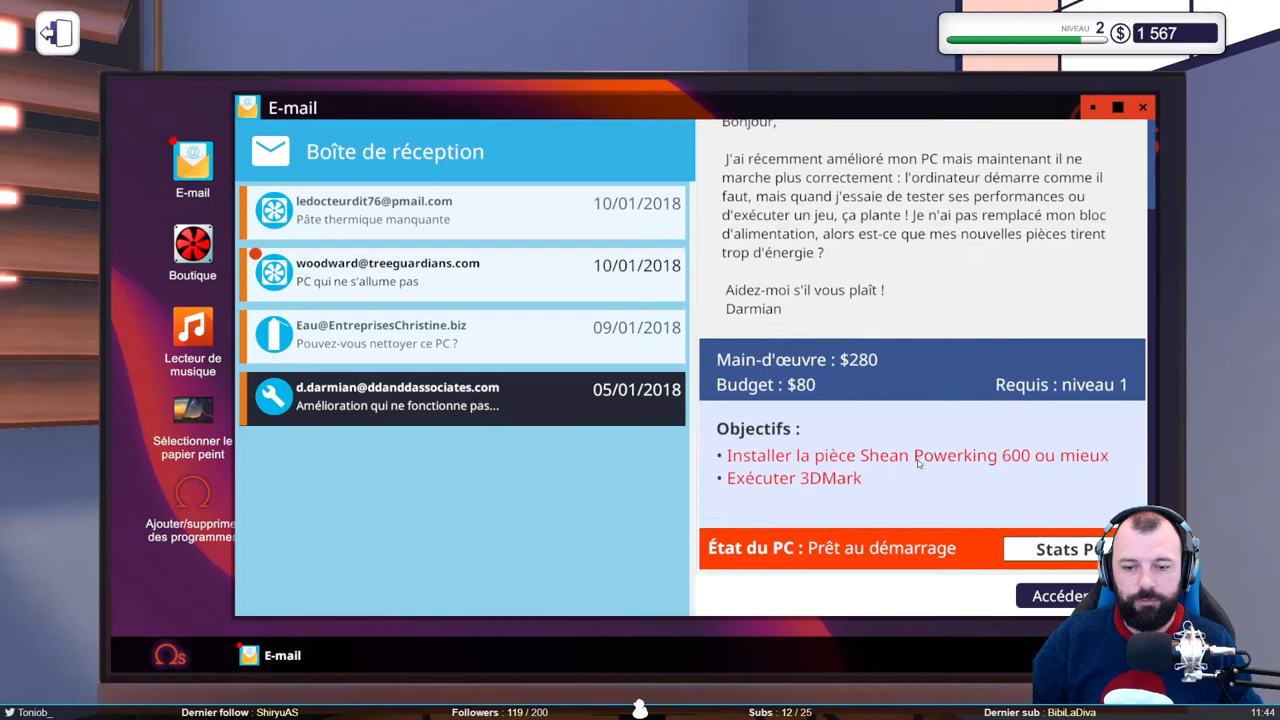 NIVEAU 2
$ 1 567
E-mail
Boîte de réception
E-mail
Boutique
Lecteur de
musique
Sélectionner le
papier peint
Ajouter/supprime
des programmes
ledocteurdit76@pmail.com
10/01/2018
Pâte thermique manquante
woodward@treeguardians.com
10/01/2018
PC qui ne s'allume pas
Eau@EntreprisesChristine.biz
09/01/2018
Pouvez-vous nettoyer ce PC ?
d.darmian@ddanddassociates.com
05/01/2018
Amélioration qui ne fonctionne pas...
Bonjour,
J'ai récemment amélioré mon PC mais maintenant il ne
marche plus correctement : l'ordinateur démarre comme il
faut, mais quand j'essaie de tester ses performances ou
d'exécuter un jeu, ça plante ! Je n'ai pas remplacé mon bloc
d'alimentation, alors est-ce que mes nouvelles pièces tirent
trop d'énergie ?
Aidez-moi s'il vous plaît !
Darmian
Main-d'œuvre : $280
Budget : $80
Requis : niveau 1
Objectifs :
• Installer la pièce Shean Powerking 600 ou mieux
• Exécuter 3DMark
État du PC : Prêt au démarrage
Stats P
Accéder
Ωs
E-mail
Toniob_
Dernier follow : ShiryuAS
Followers : 119 / 200
Subs : 12 / 25
Dernier sub : BibiLaDiva
11:44